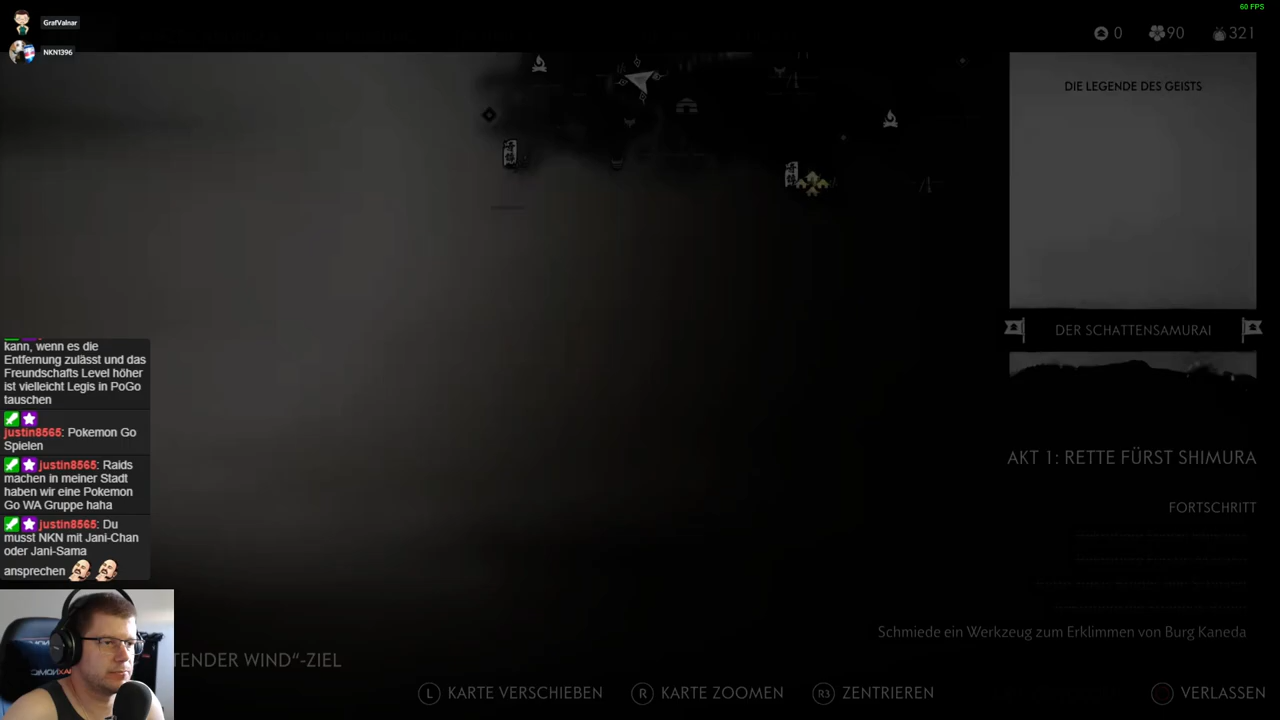 60 FPS
GrafValnar
NKN1396
0 90 321
DIE LEGENDE DES GEISTS
DER SCHATTENSAMURAI
AKT 1: RETTE FÜRST SHIMURA
FORTSCHRITT
Schmiede ein Werkzeug zum Erklimmen von Burg Kaneda
kann, wenn es die
Entfernung zulässt und das
Freundschafts Level höher
ist vielleicht Legis in PoGo
tauschen
justin8565: Pokemon Go
Spielen
justin8565: Raids
machen in meiner Stadt
haben wir eine Pokemon
Go WA Gruppe haha
justin8565: Du
musst NKN mit Jani-Chan
oder Jani-Sama
ansprechen
TENDER WIND“-ZIEL
L KARTE VERSCHIEBEN R KARTE ZOOMEN R3 ZENTRIEREN VERLASSEN